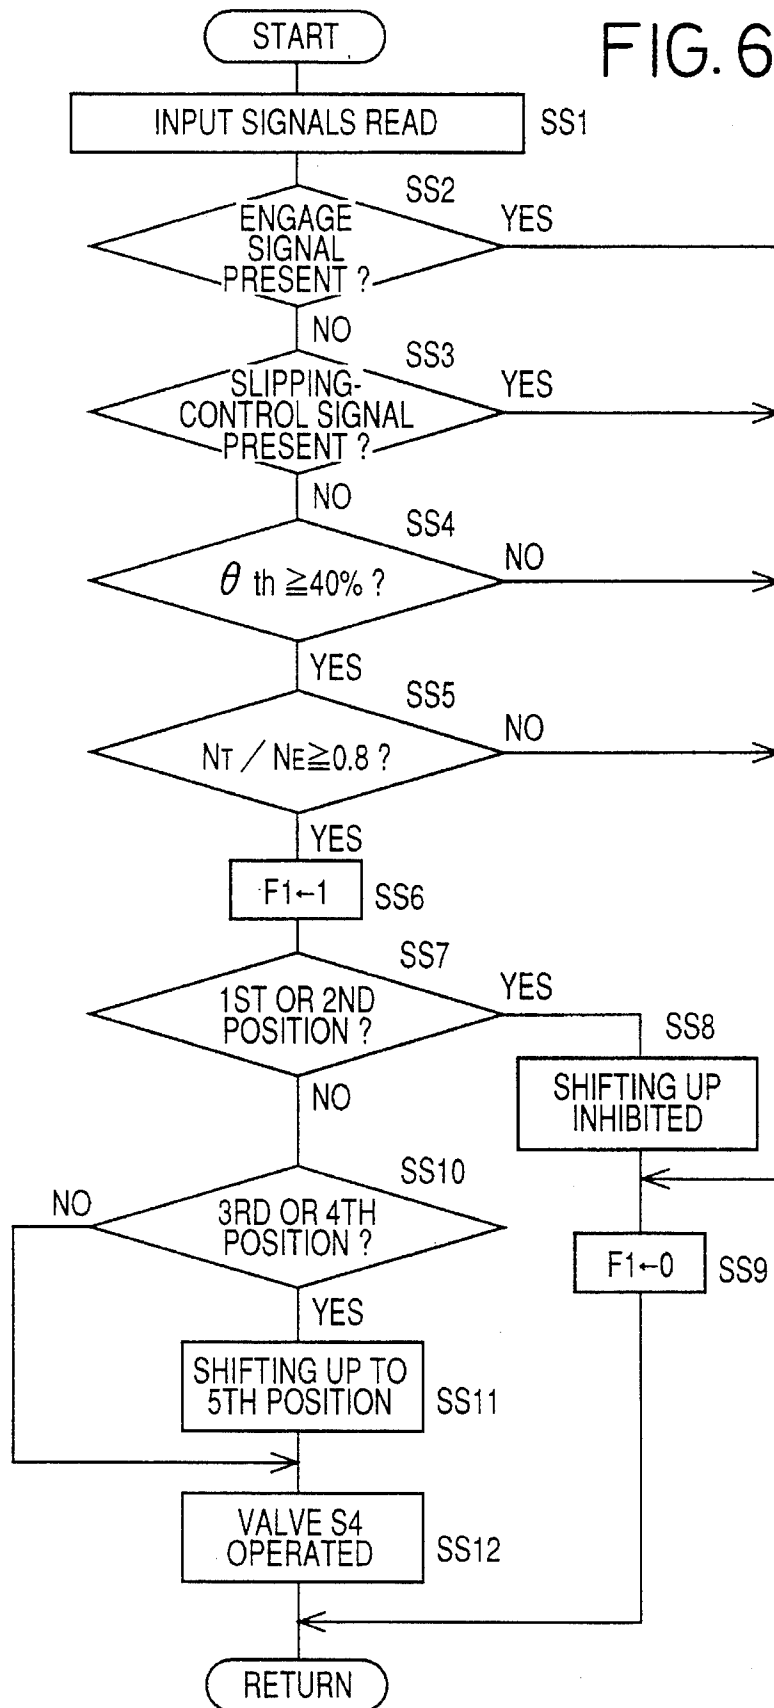 FIG. 6
START
INPUT SIGNALS READ
SS1
SS2
ENGAGE
SIGNAL
PRESENT ?
YES
NO
SS3
SLIPPING-
CONTROL SIGNAL
PRESENT ?
YES
NO
SS4
θ th ≧40% ?
NO
YES
SS5
NT / NE≧0.8 ?
NO
YES
F1←1
SS6
SS7
1ST OR 2ND
POSITION ?
YES
NO
SS8
SHIFTING UP
INHIBITED
SS10
3RD OR 4TH
POSITION ?
NO
YES
F1←0
SS9
SHIFTING UP TO
5TH POSITION
SS11
VALVE S4
OPERATED
SS12
RETURN